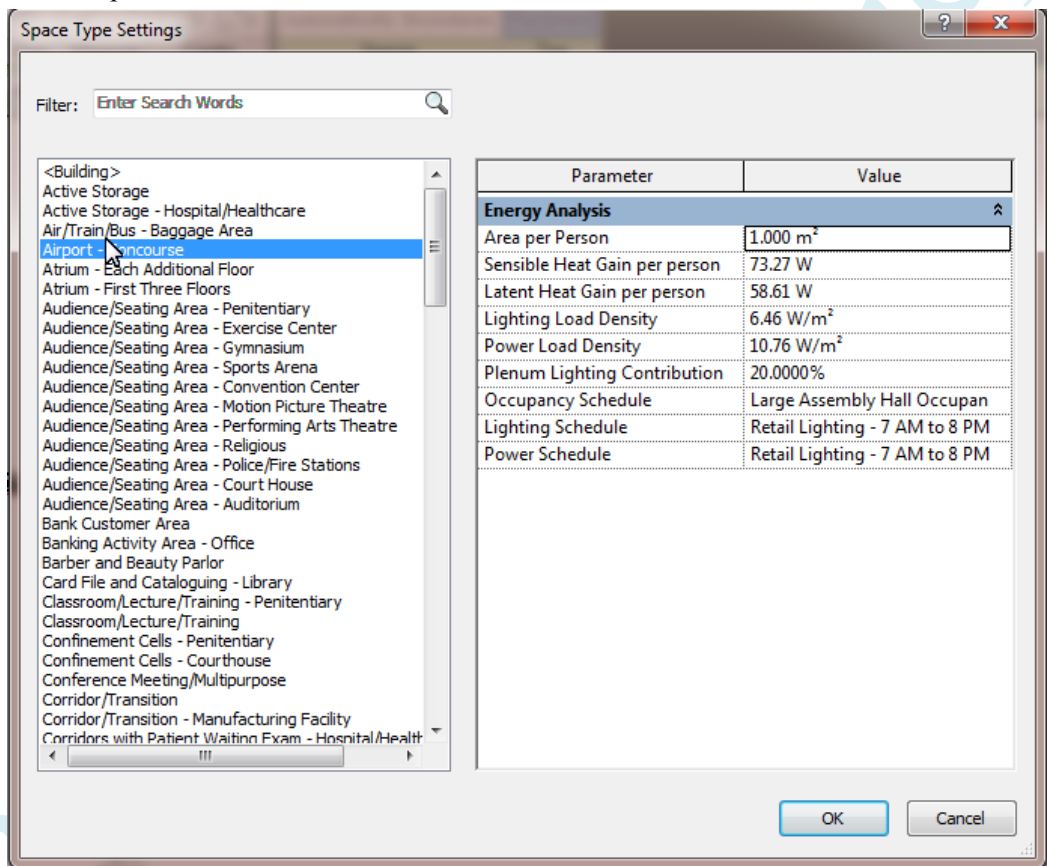 Space Type Settings
Filter: Enter Search Words
<Building>
Active Storage
Active Storage - Hospital/Healthcare
Air/Train/Bus - Baggage Area
Airport - Concourse
Atrium - Each Additional Floor
Atrium - First Three Floors
Audience/Seating Area - Penitentiary
Audience/Seating Area - Exercise Center
Audience/Seating Area - Gymnasium
Audience/Seating Area - Sports Arena
Audience/Seating Area - Convention Center
Audience/Seating Area - Motion Picture Theatre
Audience/Seating Area - Performing Arts Theatre
Audience/Seating Area - Religious
Audience/Seating Area - Police/Fire Stations
Audience/Seating Area - Court House
Audience/Seating Area - Auditorium
Bank Customer Area
Banking Activity Area - Office
Barber and Beauty Parlor
Card File and Cataloguing - Library
Classroom/Lecture/Training - Penitentiary
Classroom/Lecture/Training
Confinement Cells - Penitentiary
Confinement Cells - Courthouse
Conference Meeting/Multipurpose
Corridor/Transition
Corridor/Transition - Manufacturing Facility
Corridors with Patient Waiting Exam - Hospital/Healt
Parameter Value
Energy Analysis
Area per Person 1.000 m²
Sensible Heat Gain per person 73.27 W
Latent Heat Gain per person 58.61 W
Lighting Load Density 6.46 W/m²
Power Load Density 10.76 W/m²
Plenum Lighting Contribution 20.0000%
Occupancy Schedule Large Assembly Hall Occupan
Lighting Schedule Retail Lighting - 7 AM to 8 PM
Power Schedule Retail Lighting - 7 AM to 8 PM
OK Cancel